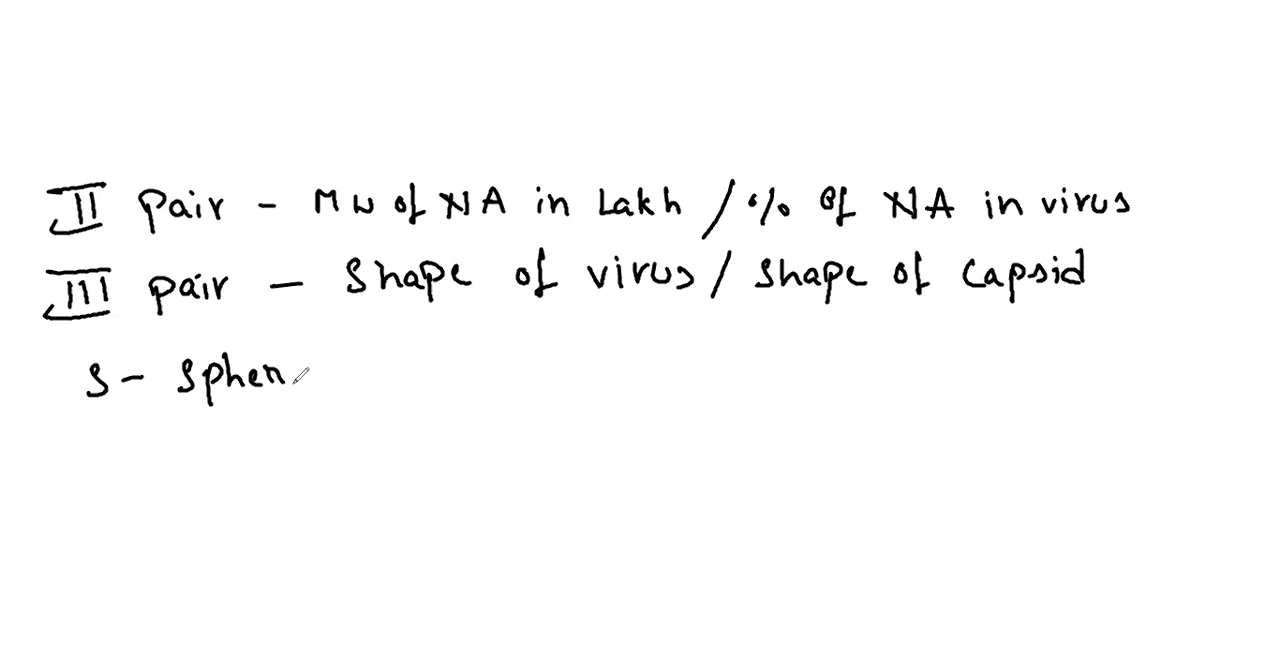 II Pair - MW of NA in Lakh / % of NA in virus
III pair - Shape of virus / shape of capsid
S - Spher